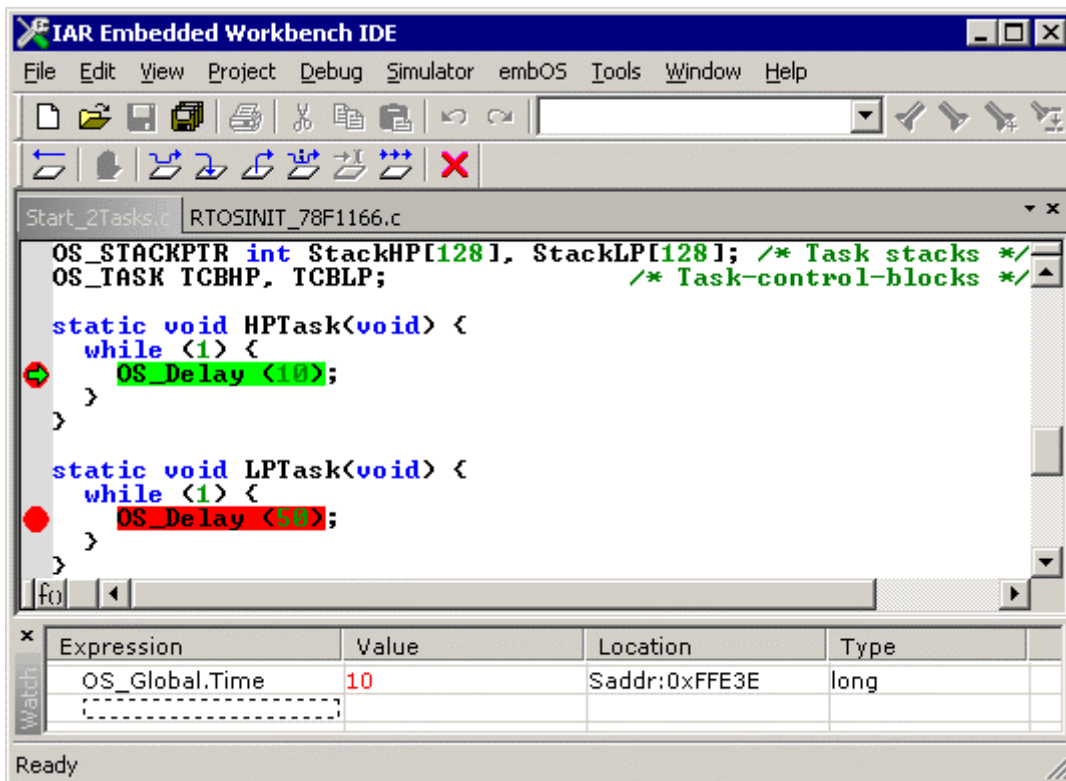 IAR Embedded Workbench IDE
File Edit View Project Debug Simulator embOS Tools Window Help
Start_2Tasks.c RTOSINIT_78F1166.c
OS_STACKPTR int StackHP[128], StackLP[128]; /* Task stacks */
OS_TASK TCBHP, TCBLP; /* Task-control-blocks */
static void HPTask(void) {
while (1) {
OS_Delay (10);
}
}
static void LPTask(void) {
while (1) {
OS_Delay (50);
}
}
f()
Expression Value Location Type
OS_Global.Time 10 Saddr:0xFFE3E long
Watch
Ready